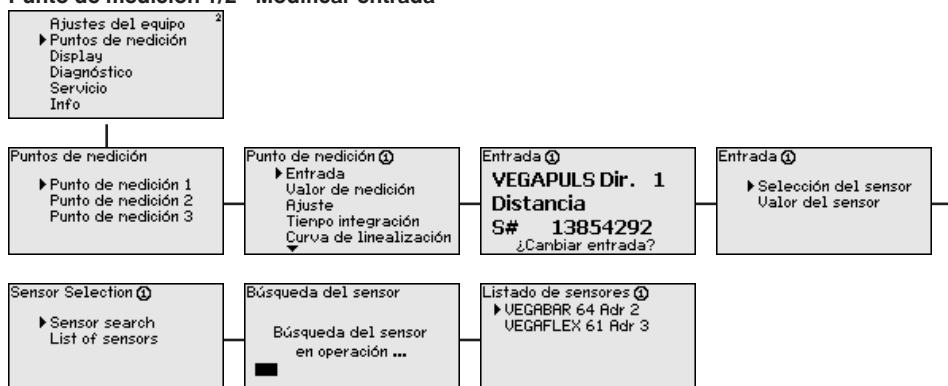 Punto de medición 1/2 - Modificar entrada
Ajustes del equipo 2
Puntos de medición
Display
Diagnóstico
Servicio
Info
Puntos de medición
Punto de medición 1
Punto de medición 2
Punto de medición 3
Punto de medición ①
Entrada
Valor de medición
Ajuste
Tiempo integración
Curva de linealización
Entrada ①
VEGAPULS Dir. 1
Distancia
S# 13854292
¿Cambiar entrada?
Entrada ①
Selección del sensor
Valor del sensor
Sensor Selection ①
Sensor search
List of sensors
Búsqueda del sensor
Búsqueda del sensor
en operación ...
Listado de sensores ①
VEGABAR 64 Adr 2
VEGAFLEX 61 Adr 3